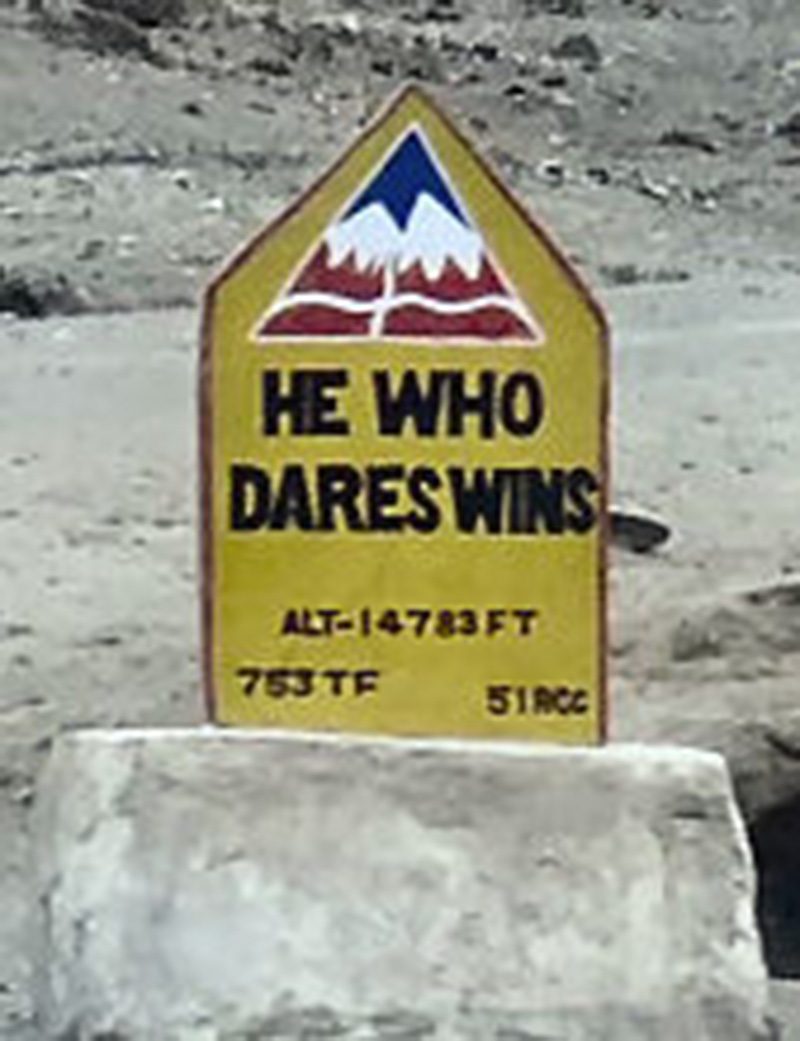 HE WHO
DARES WINS
ALT-14783 FT
753 TF
51 RCC